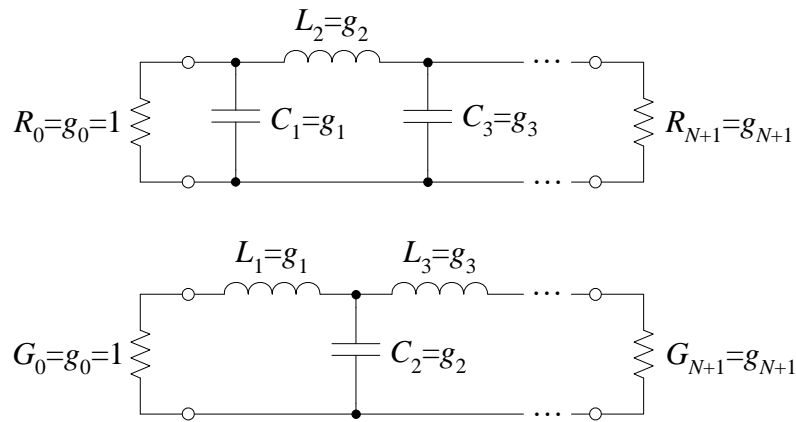 L₂=g₂
...
R₀=g₀=1
C₁=g₁
C₃=g₃
R_{N+1}=g_{N+1}
...
L₁=g₁
L₃=g₃
...
G₀=g₀=1
C₂=g₂
G_{N+1}=g_{N+1}
...